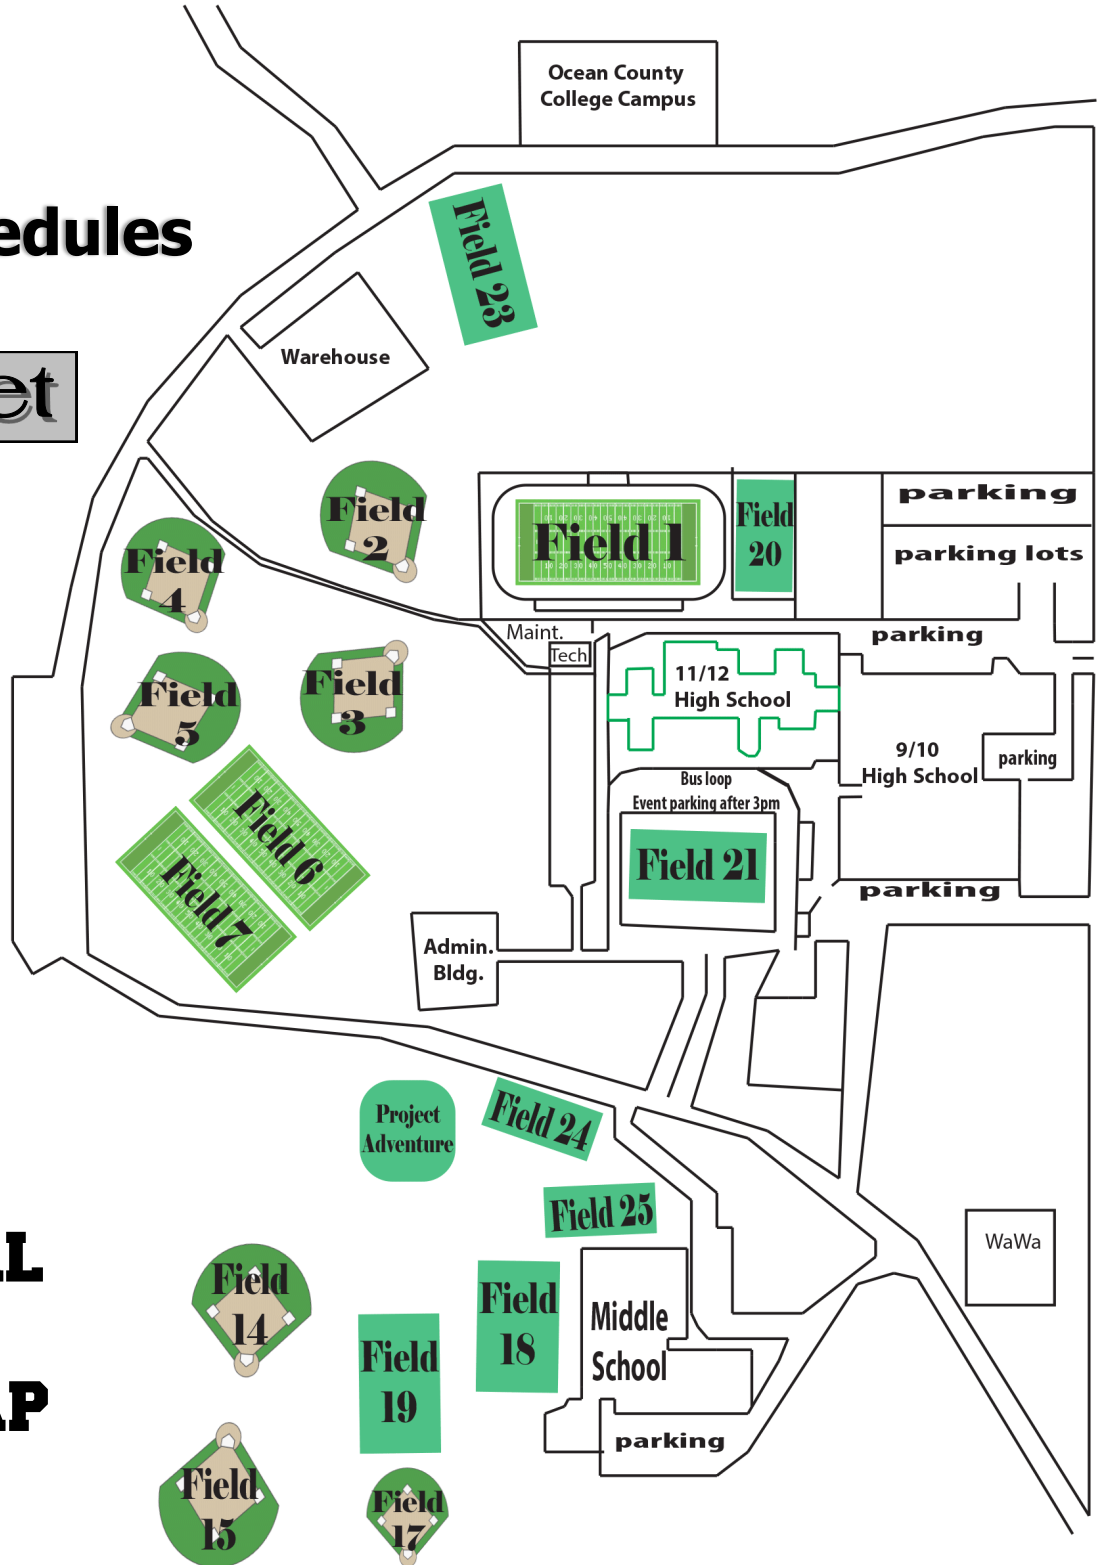 Ocean County
College Campus
edules
Field 23
et
Warehouse
Field
2
Field 1
Field
20
parking
parking lots
parking
Field
4
Maint.
Tech
11/12
High School
Field
5
Field
3
9/10
High School
parking
Bus loop
Event parking after 3pm
Field 6
Field 7
Field 21
parking
Admin.
Bldg.
Project
Adventure
Field 24
Field 25
WaWa
L
Field
14
Field
18
Middle
School
Field
19
AP
parking
Field
15
Field
17